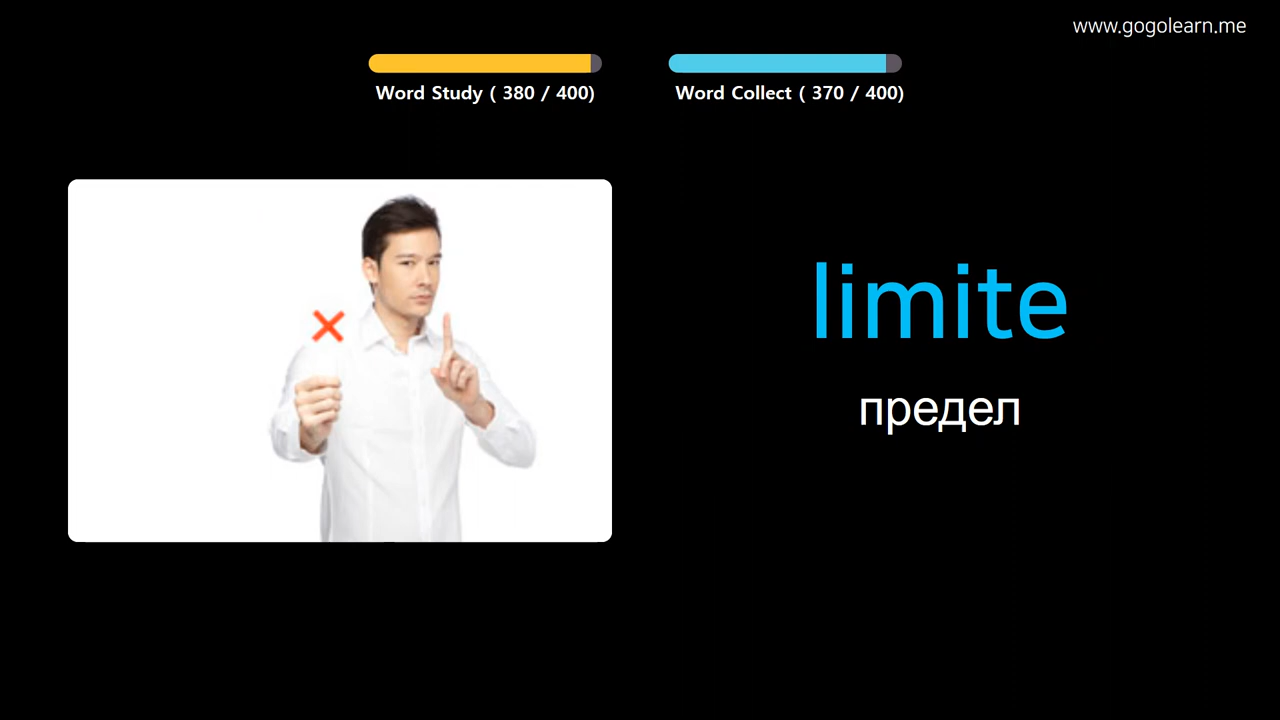 www.gogolearn.me
Word Study ( 380 / 400)
Word Collect ( 370 / 400)
limite
предел